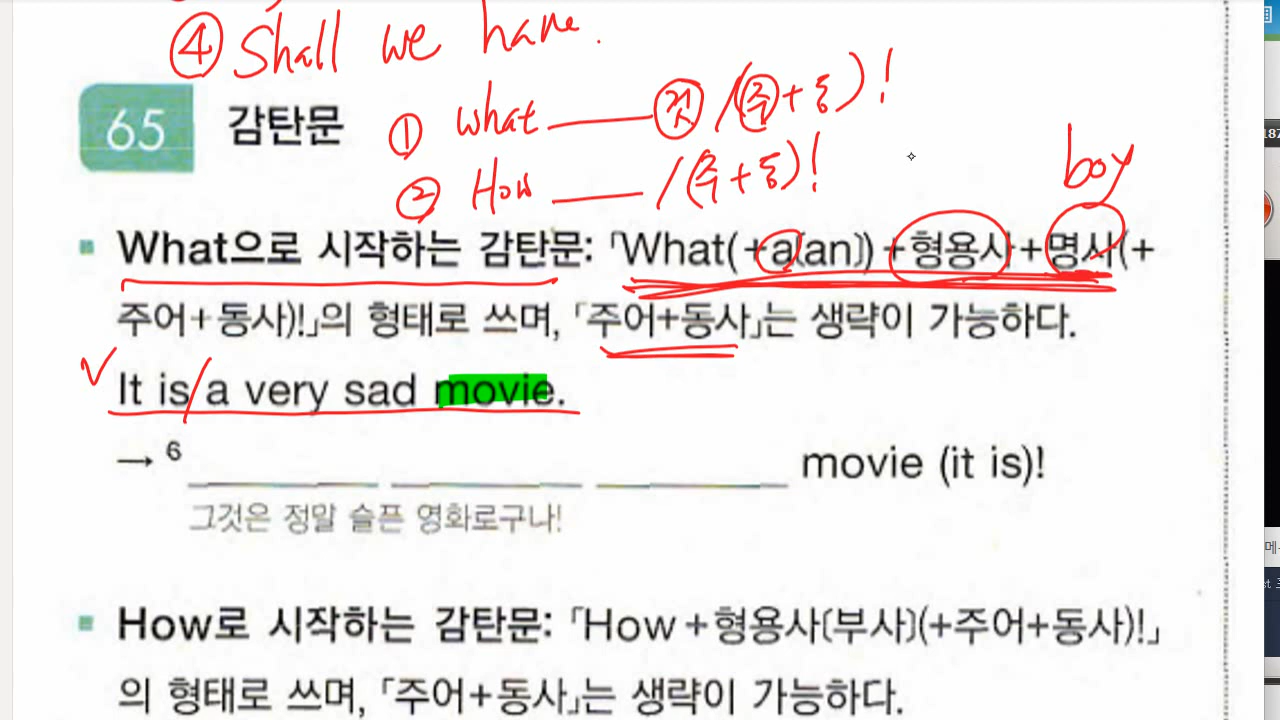 ④ Shall we have.
65 감탄문
① what ___ 것 / (주+동)!
② How ___ / (주+동)!
boy
What으로 시작하는 감탄문: 「What(+a(an)) +형용사+명사(+
주어+동사)!」의 형태로 쓰며, 「주어+동사」는 생략이 가능하다.
✓ It is / a very sad movie.
→ 6 ___ ___ ___ movie (it is)!
그것은 정말 슬픈 영화로구나!
How로 시작하는 감탄문: 「How+형용사(부사)(+주어+동사)!」
의 형태로 쓰며, 「주어+동사」는 생략이 가능하다.